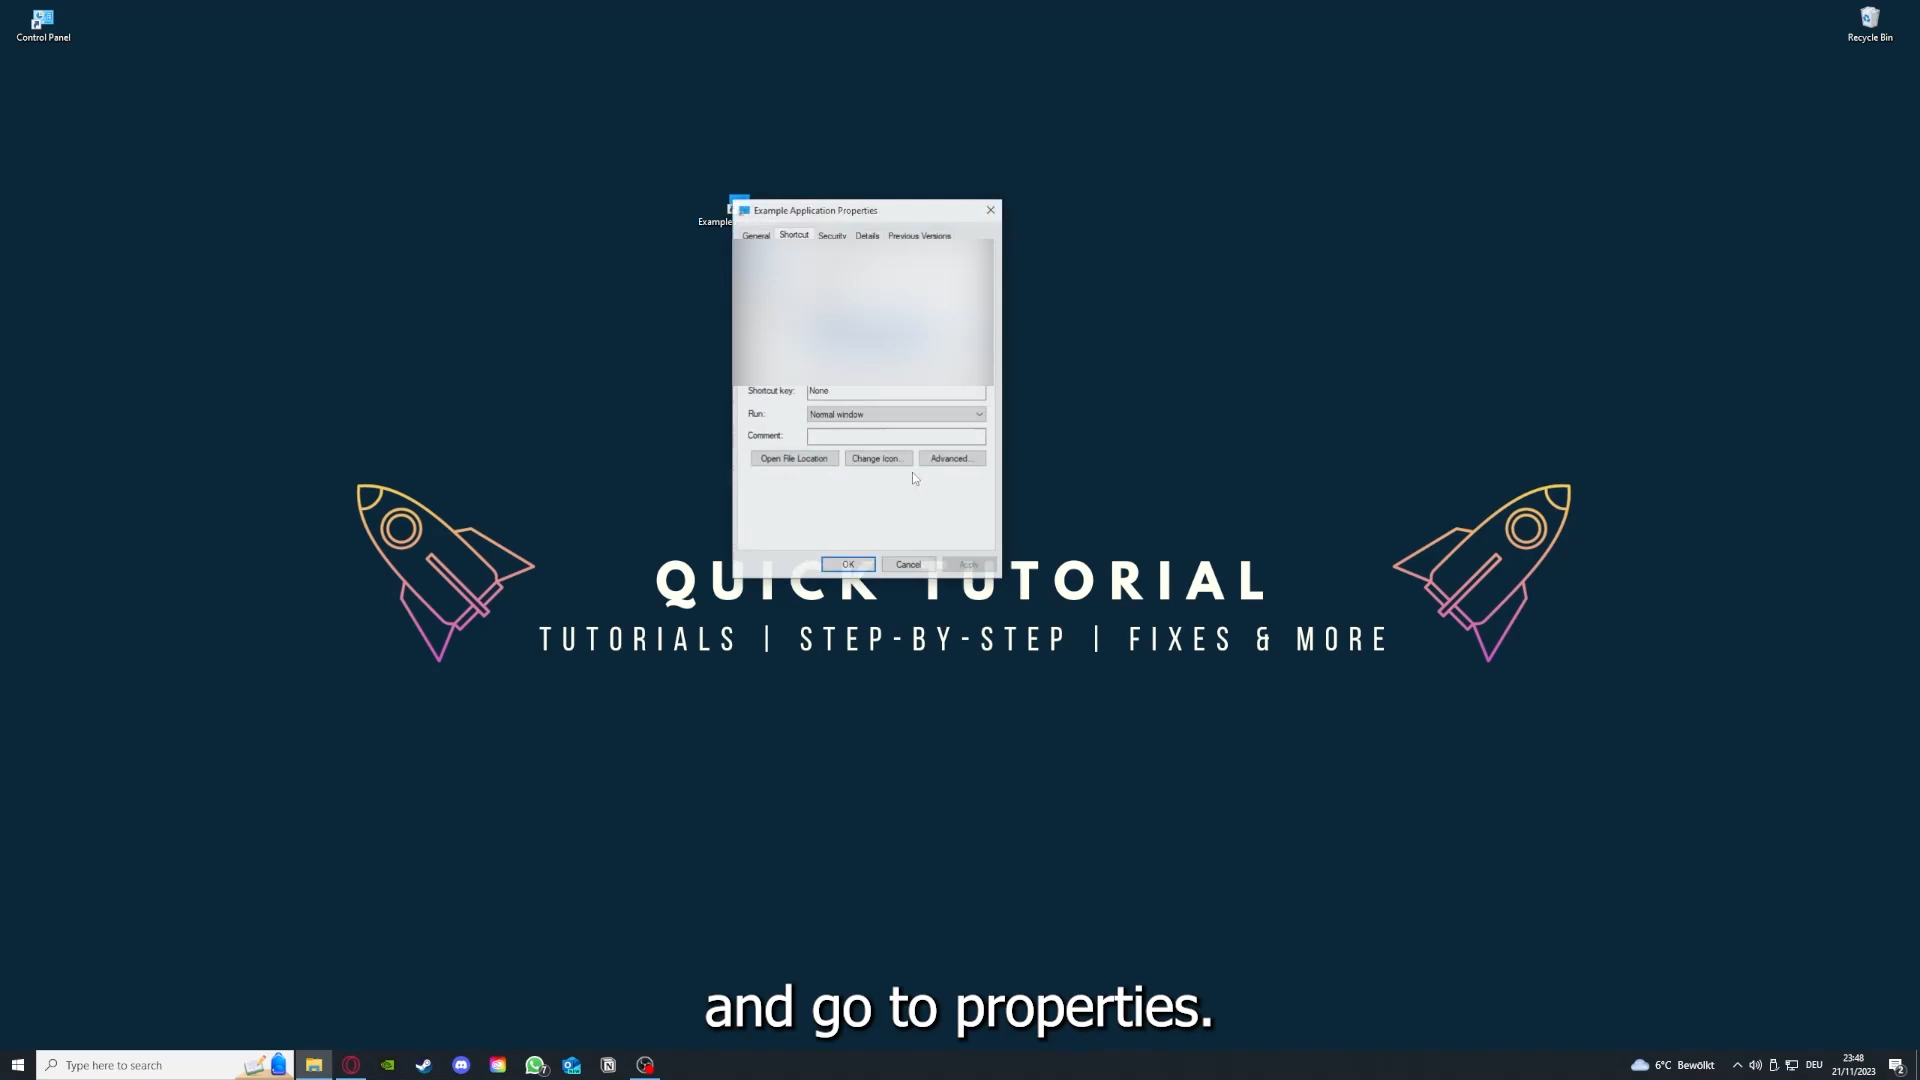 Control Panel
Recycle Bin
Example
Example Application Properties
General Shortcut Security Details Previous Versions
Shortcut key: None
Run: Normal window
Comment:
Open File Location Change Icon... Advanced...
OK Cancel Apply
QUICK TUTORIAL
TUTORIALS | STEP-BY-STEP | FIXES & MORE
and go to properties.
Type here to search
7
6°C Bewölkt
DEU
23:48
21/11/2023
2